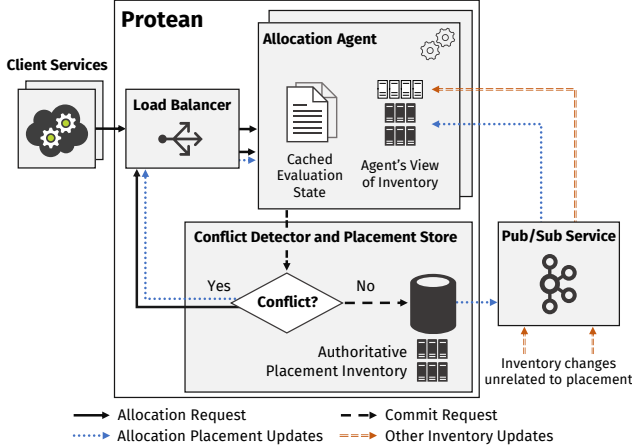 Protean
Allocation Agent
Client Services
Load Balancer
Cached
Evaluation
State
Agent's View
of Inventory
Conflict Detector and Placement Store
Pub/Sub Service
Yes
No
Conflict?
Authoritative
Placement Inventory
Inventory changes
unrelated to placement
Allocation Request
Commit Request
Allocation Placement Updates
Other Inventory Updates